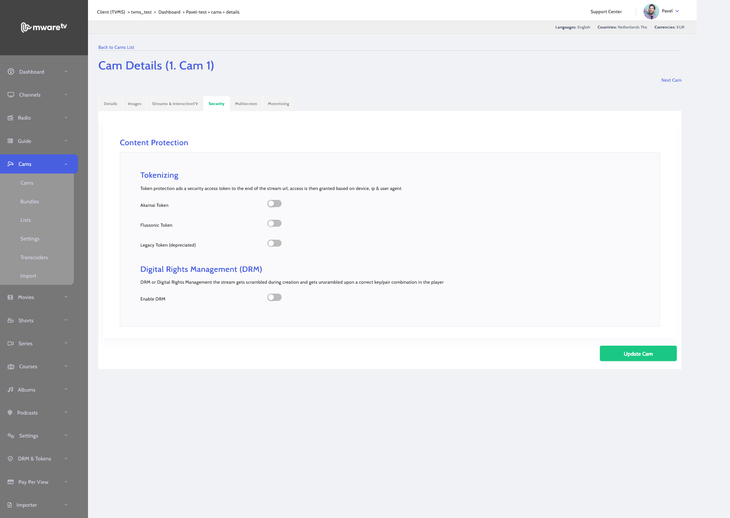 mwaretv
Client (TVMS) > tvms_test > Dashboard > Pavel-test > cams > details
Support Center
Pavel
Languages: English
Countries: Netherlands The
Currencies: EUR
Dashboard
Channels
Radio
Guide
Cams
Cams
Bundles
Lists
Settings
Transcoders
Import
Movies
Shorts
Series
Courses
Albums
Podcasts
Settings
DRM & Tokens
Pay Per View
Importer
Back to Cams List
Cam Details (1. Cam 1)
Next Cam
Details
Images
Streams & InteractiveTV
Security
Multiscreen
Monetizing
Content Protection
Tokenizing
Token protection ads a security access token to the end of the stream url, access is then granted based on device, ip & user agent
Akamai Token
Flussonic Token
Legacy Token (depreciated)
Digital Rights Management (DRM)
DRM or Digital Rights Management the stream gets scrambled during creation and gets unsrambled upon a correct key/pair combination in the player
Enable DRM
Update Cam